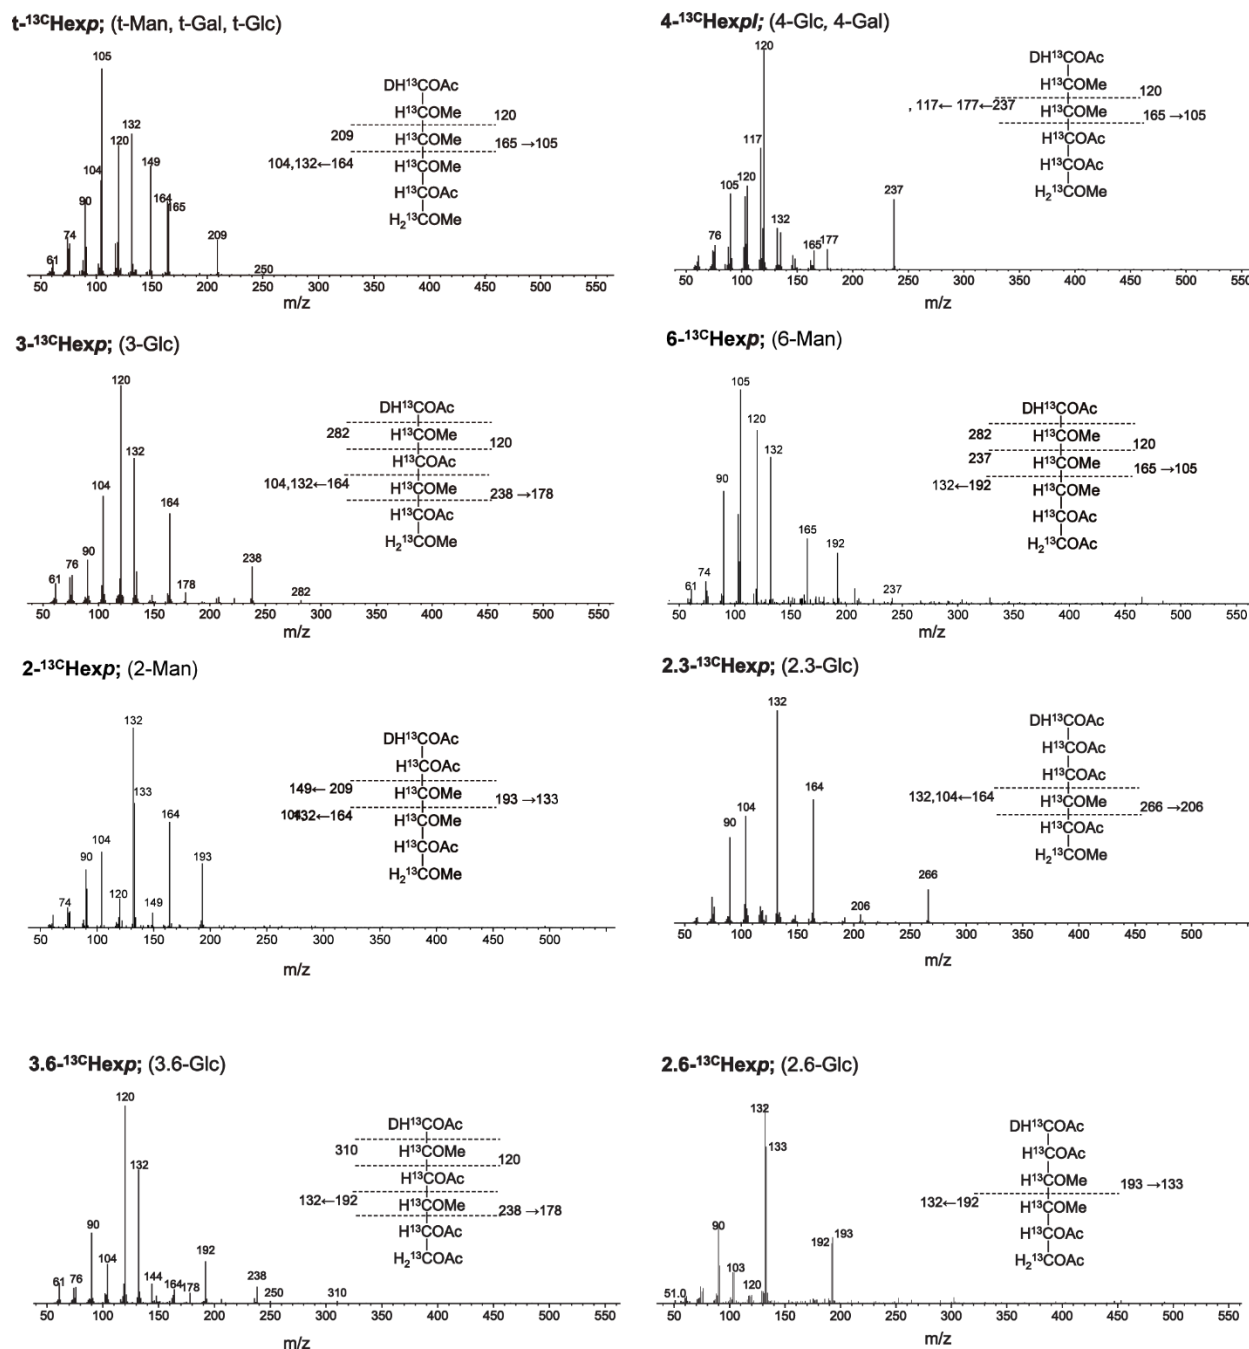 t-13CHexp; (t-Man, t-Gal, t-Glc)
105
132
120
149
104
164
165
90
74
61
209
250
50 100 150 200 250 300 350 400 450 500 550
m/z
DH13COAc
H13COMe
120
209
H13COMe
165 →105
104,132←164
H13COMe
H13COAc
H213COMe
4-13CHexpl; (4-Glc, 4-Gal)
120
117
120
105
132
76
165
177
237
50 100 150 200 250 300 350 400 450 500 550
m/z
DH13COAc
H13COMe
120
, 117← 177←237
H13COMe
165 →105
H13COAc
H13COAc
H213COMe
3-13CHexp; (3-Glc)
120
132
104
164
90
76
61
178
238
282
50 100 150 200 250 300 350 400 450 500 550
m/z
DH13COAc
282
H13COMe
120
H13COAc
104,132←164
H13COMe
238 →178
H13COAc
H213COMe
6-13CHexp; (6-Man)
105
120
132
90
165
192
74
61
237
50 100 150 200 250 300 350 400 450 500 550
m/z
DH13COAc
282
H13COMe
120
237
H13COMe
165 →105
132←192
H13COMe
H13COAc
H213COAc
2-13CHexp; (2-Man)
132
133
164
104
90
193
120
74
149
50 100 150 200 250 300 350 400 450 500 550
m/z
DH13COAc
H13COAc
149← 209
H13COMe
193 →133
132←164
H13COMe
H13COAc
H213COMe
2.3-13CHexp; (2.3-Glc)
132
164
104
90
266
206
50 100 150 200 250 300 350 400 450 500
m/z
DH13COAc
H13COAc
H13COAc
132,104←164
H13COMe
266 →206
H13COAc
H213COMe
3.6-13CHexp; (3.6-Glc)
120
132
90
104
192
144
164
178
61
76
238
250
310
50 100 150 200 250 300 350 400 450 500 550
m/z
DH13COAc
310
H13COMe
120
H13COAc
132←192
H13COMe
238 →178
H13COAc
H213COAc
2.6-13CHexp; (2.6-Glc)
132
133
90
192
193
103
120
51.0
50 100 150 200 250 300 350 400 450 500 550
m/z
DH13COAc
H13COAc
H13COMe
193 →133
132←192
H13COMe
H13COAc
H213COAc